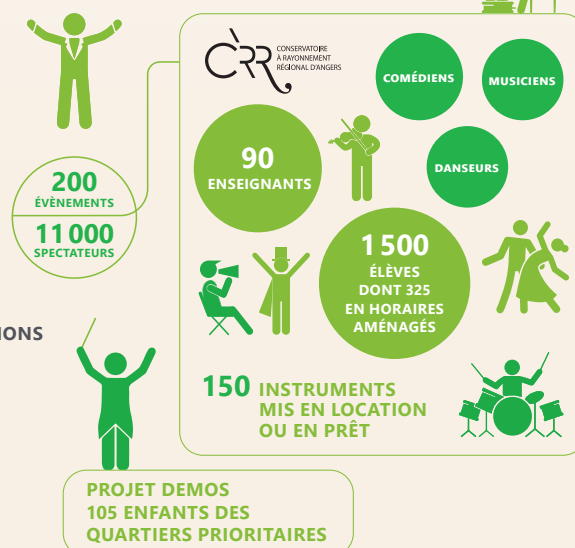 CRR
CONSERVATOIRE
À RAYONNEMENT
RÉGIONAL D'ANGERS
COMÉDIENS
MUSICIENS
DANSEURS
90
ENSEIGNANTS
200
ÉVÈNEMENTS
11 000
SPECTATEURS
1 500
ÉLÈVES
DONT 325
EN HORAIRES
AMÉNAGÉS
IONS
150 INSTRUMENTS
MIS EN LOCATION
OU EN PRÊT
PROJET DEMOS
105 ENFANTS DES
QUARTIERS PRIORITAIRES